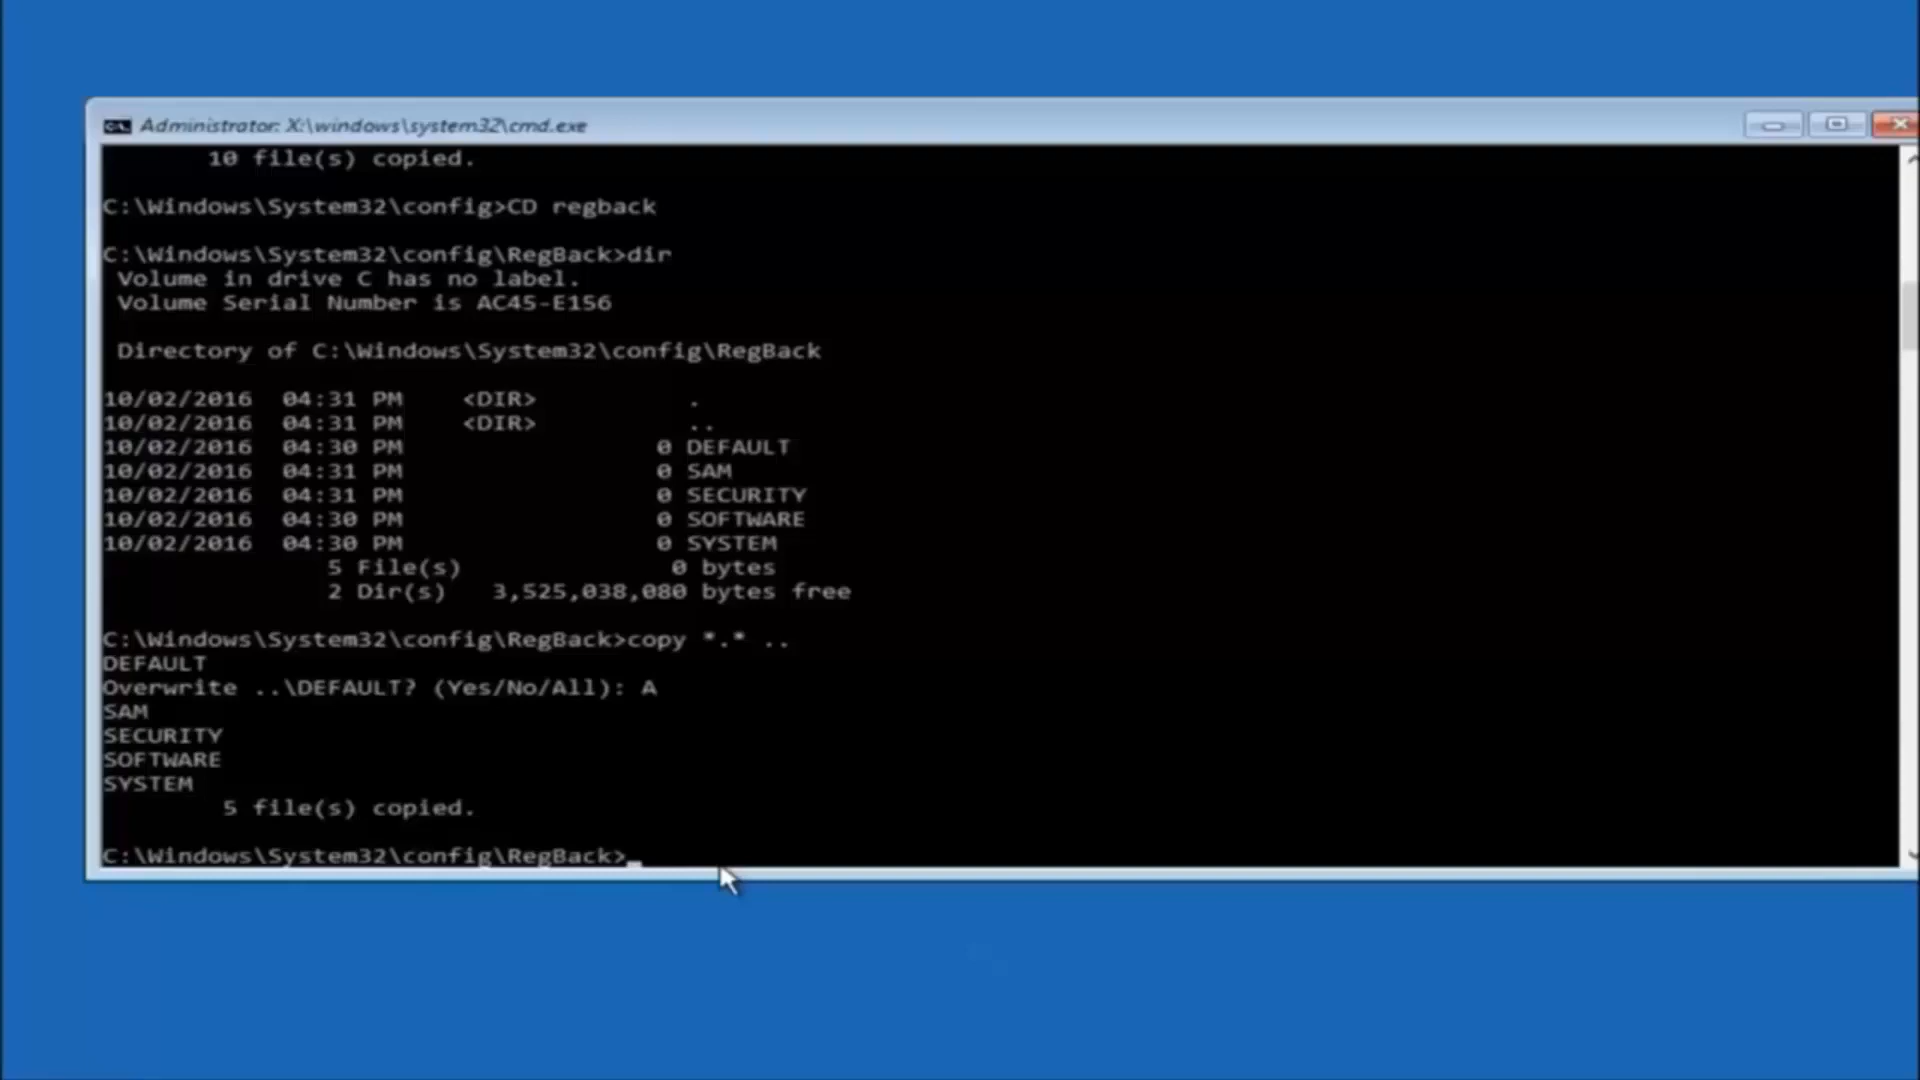 Administrator: X:\windows\system32\cmd.exe
10 file(s) copied.
C:\Windows\System32\config>CD regback
C:\Windows\System32\config\RegBack>dir
Volume in drive C has no label.
Volume Serial Number is AC45-E156
Directory of C:\Windows\System32\config\RegBack
10/02/2016 04:31 PM <DIR> .
10/02/2016 04:31 PM <DIR> ..
10/02/2016 04:30 PM 0 DEFAULT
10/02/2016 04:31 PM 0 SAM
10/02/2016 04:31 PM 0 SECURITY
10/02/2016 04:30 PM 0 SOFTWARE
10/02/2016 04:30 PM 0 SYSTEM
5 File(s) 0 bytes
2 Dir(s) 3,525,038,080 bytes free
C:\Windows\System32\config\RegBack>copy *.* ..
DEFAULT
Overwrite ..\DEFAULT? (Yes/No/All): A
SAM
SECURITY
SOFTWARE
SYSTEM
5 file(s) copied.
C:\Windows\System32\config\RegBack>_